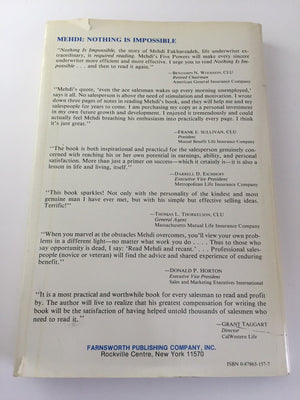 MEHDI: NOTHING IS IMPOSSIBLE
"Nothing Is Impossible, the story of Mehdi Fakharzadeh, life underwriter ex-
traordinary, is required reading. Mehdi's Five Powers will make every sincere
underwriter more efficient and more effective. I urge you to read Nothing Is Im-
possible . . . and then to read it again."
—BENJAMIN N. WOODSON, CLU
Retired Chairman
American General Insurance Company
"Mehdi's quote, 'even the ace salesman wakes up every morning unemployed,'
says it all. No salesperson is above the need of stimulation and motivation. I wrote
down three pages of notes in reading Mehdi's book, and they will help me and my
salespeople for years to come. I am purchasing my copy as a personal investment
in my own future growth and development. I enjoyed it tremendously and could
actually feel Mehdi breathing his enthusiasm into practically every page. I think
it's just great."
—FRANK E. SULLIVAN, CLU
President
Mutual Benefit Life Insurance Company
"The book is both inspirational and practical for the salesperson genuinely con-
cerned with reaching his or her own potential in earnings, ability, and personal
satisfaction. More than just a primer on success—which it certainly is—it is also a
lesson in life and living, itself."
—DARRELL D. EICHHOFF
Executive Vice President
Metropolitan Life Insurance Company
"This book sparkles! Not only with the personality of the kindest and most
genuine man I have ever met, but with his simple but effective selling ideas.
Terrific!"
—THOMAS L. THORKELSON, CLU
General Agent
Massachusetts Mutual Life Insurance Company
"When you marvel at the obstacles Mehdi overcomes, you'll view your own prob-
lems in a different light—no matter what work you do . . . . Thus to those who
say opportunity is dead, I say: 'Read Mehdi and recant.' . . . Professional sales-
people (novice or veteran) will find the advice and shared experience of enduring
benefit."
—DONALD P. HORTON
Executive Vice President
Sales and Marketing Executives International
"It is a most practical and worthwhile book for every salesman to read and profit
by. The author will live to realize that his greatest compensation for writing the
book will be the satisfaction of having helped untold thousands of salesmen who
need to read it."
—GRANT TAGGART
Director
CalWestern Life
FARNSWORTH PUBLISHING COMPANY, INC.
Rockville Centre, New York 11570
ISBN 0-87863-157-7